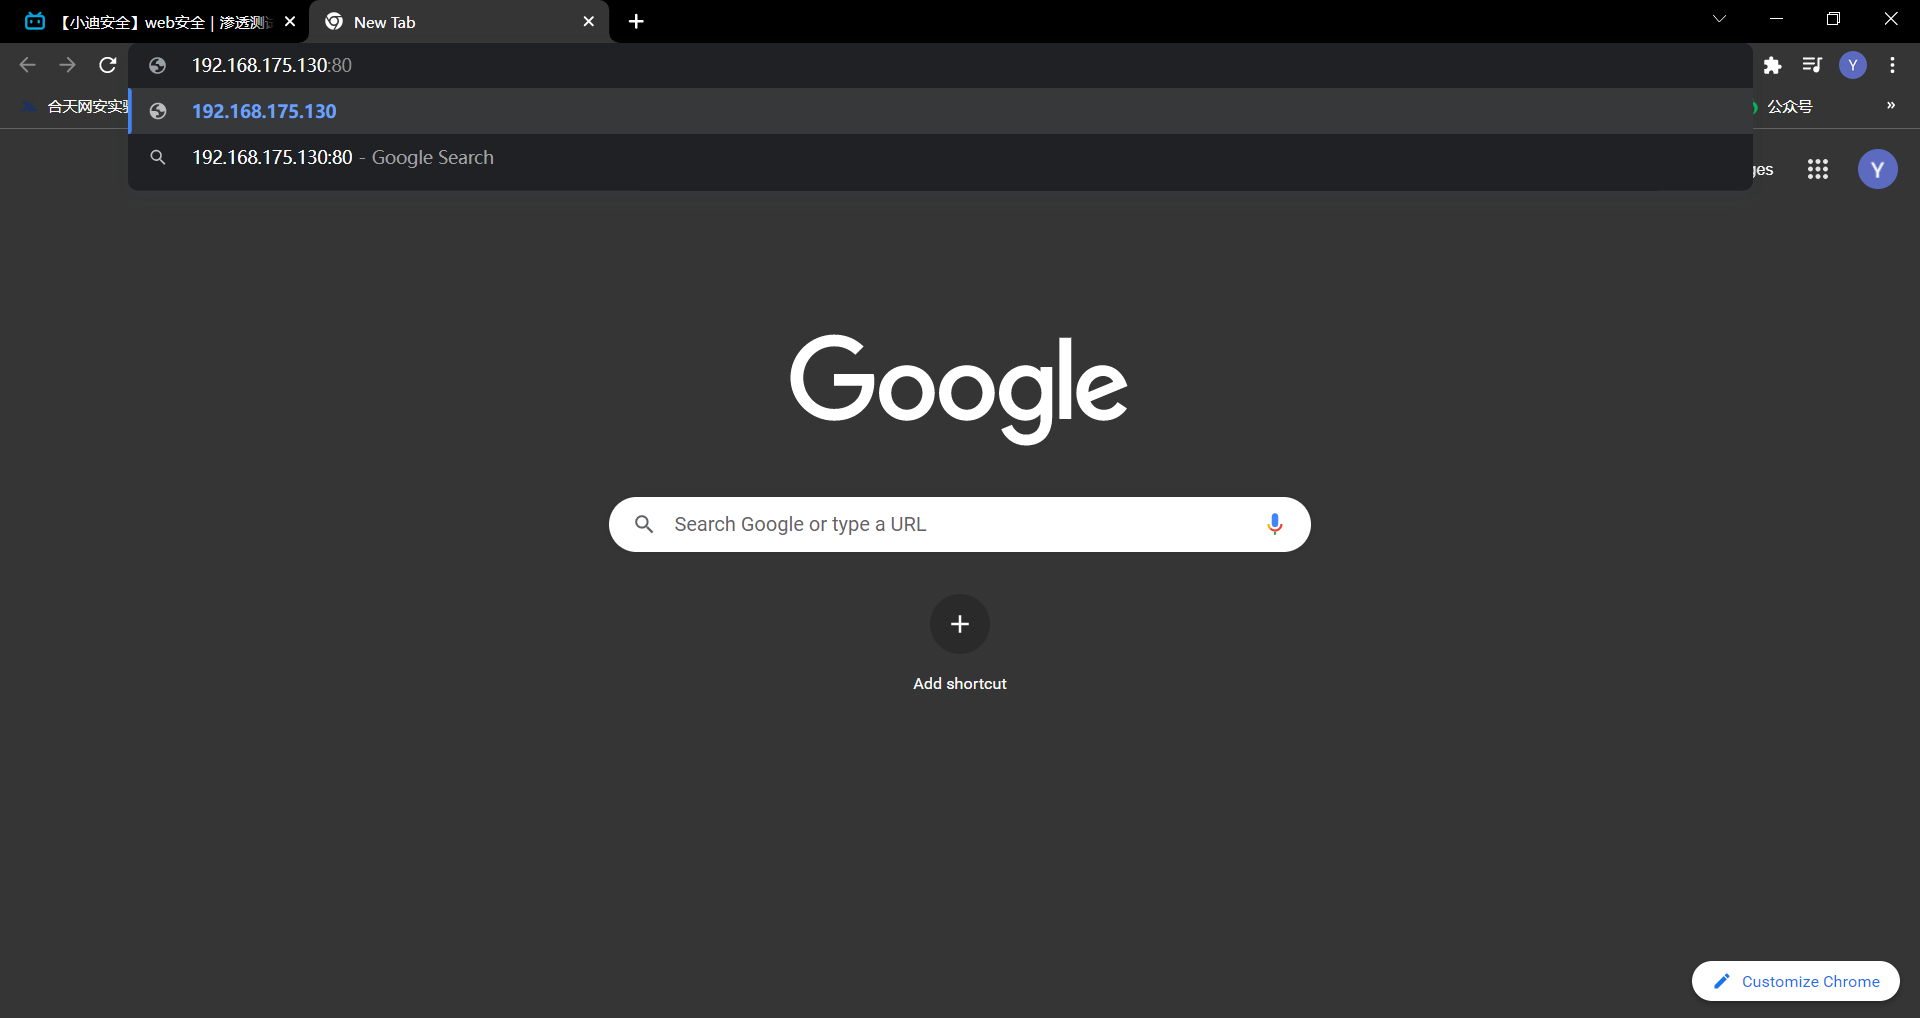 【小迪安全】web安全 | 渗透测
New Tab
192.168.175.130:80
Y
合天网安实
192.168.175.130
公众号
»
192.168.175.130:80 - Google Search
Y
Google
Search Google or type a URL
Add shortcut
Customize Chrome